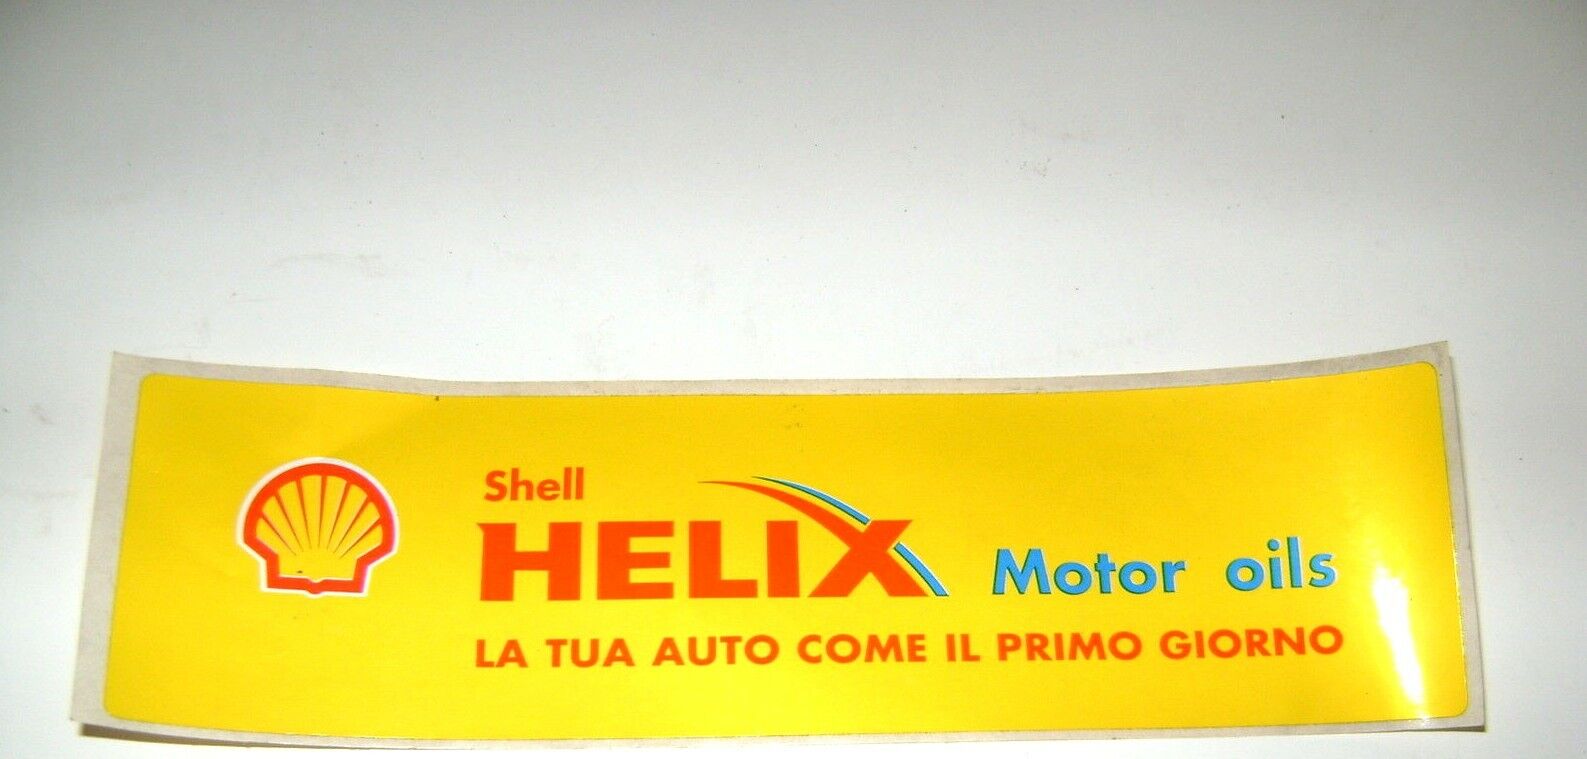 Shell
HELIX Motor oils
LA TUA AUTO COME IL PRIMO GIORNO